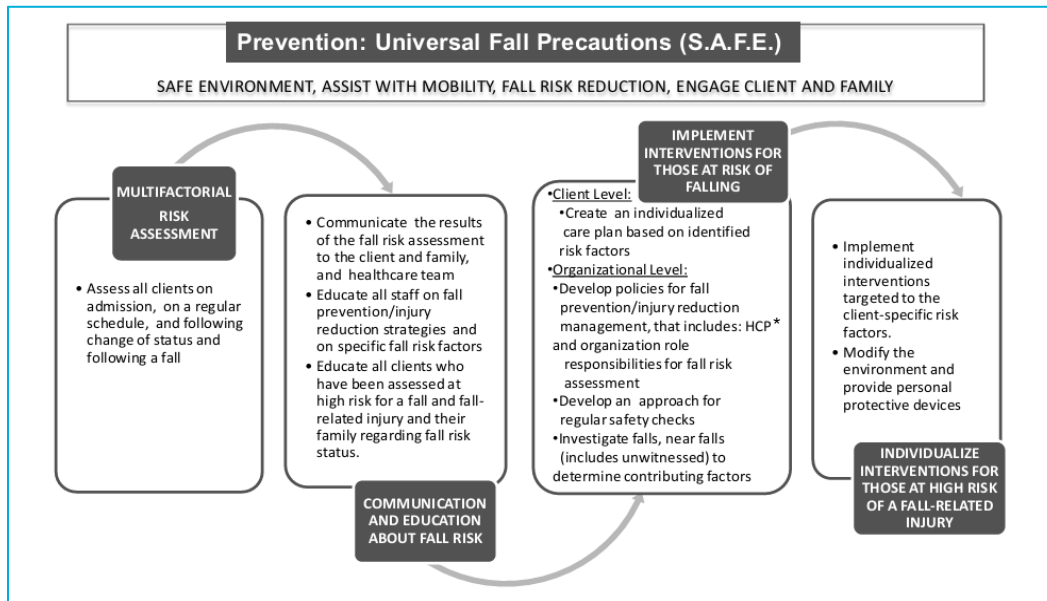 Prevention: Universal Fall Precautions (S.A.F.E.)
SAFE ENVIRONMENT, ASSIST WITH MOBILITY, FALL RISK REDUCTION, ENGAGE CLIENT AND FAMILY
MULTIFACTORIAL
RISK
ASSESSMENT
• Assess all clients on
admission, on a regular
schedule, and following
change of status and
following a fall
• Communicate the results
of the fall risk assessment
to the client and family,
and healthcare team
• Educate all staff on fall
prevention/injury
reduction strategies and
on specific fall risk factors
• Educate all clients who
have been assessed at
high risk for a fall and fall-
related injury and their
family regarding fall risk
status.
COMMUNICATION
AND EDUCATION
ABOUT FALL RISK
IMPLEMENT
INTERVENTIONS FOR
THOSE AT RISK OF
FALLING
•Client Level:
•Create an individualized
care plan based on identified
risk factors
•Organizational Level:
•Develop policies for fall
prevention/injury reduction
management, that includes: HCP*
and organization role
responsibilities for fall risk
assessment
•Develop an approach for
regular safety checks
•Investigate falls, near falls
(includes unwitnessed) to
determine contributing factors
• Implement
individualized
interventions
targeted to the
client-specific risk
factors.
• Modify the
environment and
provide personal
protective devices
INDIVIDUALIZE
INTERVENTIONS FOR
THOSE AT HIGH RISK
OF A FALL-RELATED
INJURY